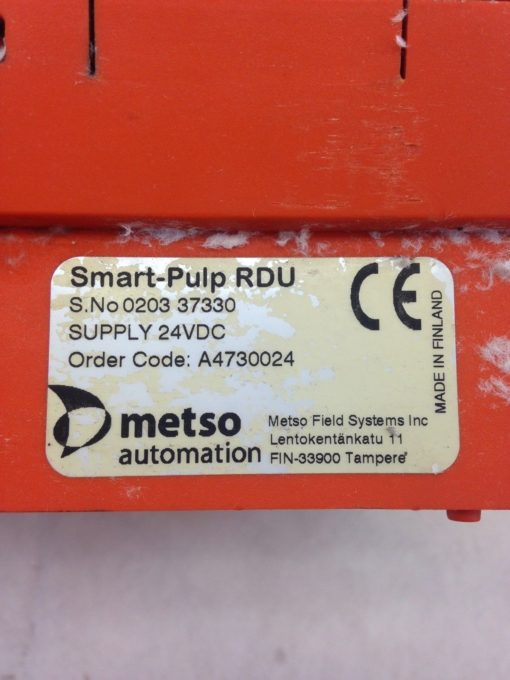 Smart-Pulp RDU
S.No 0203 37330
SUPPLY 24VDC
Order Code: A4730024
CE
MADE IN FINLAND
metso
automation
Metso Field Systems Inc
Lentokentänkatu 11
FIN-33900 Tampere